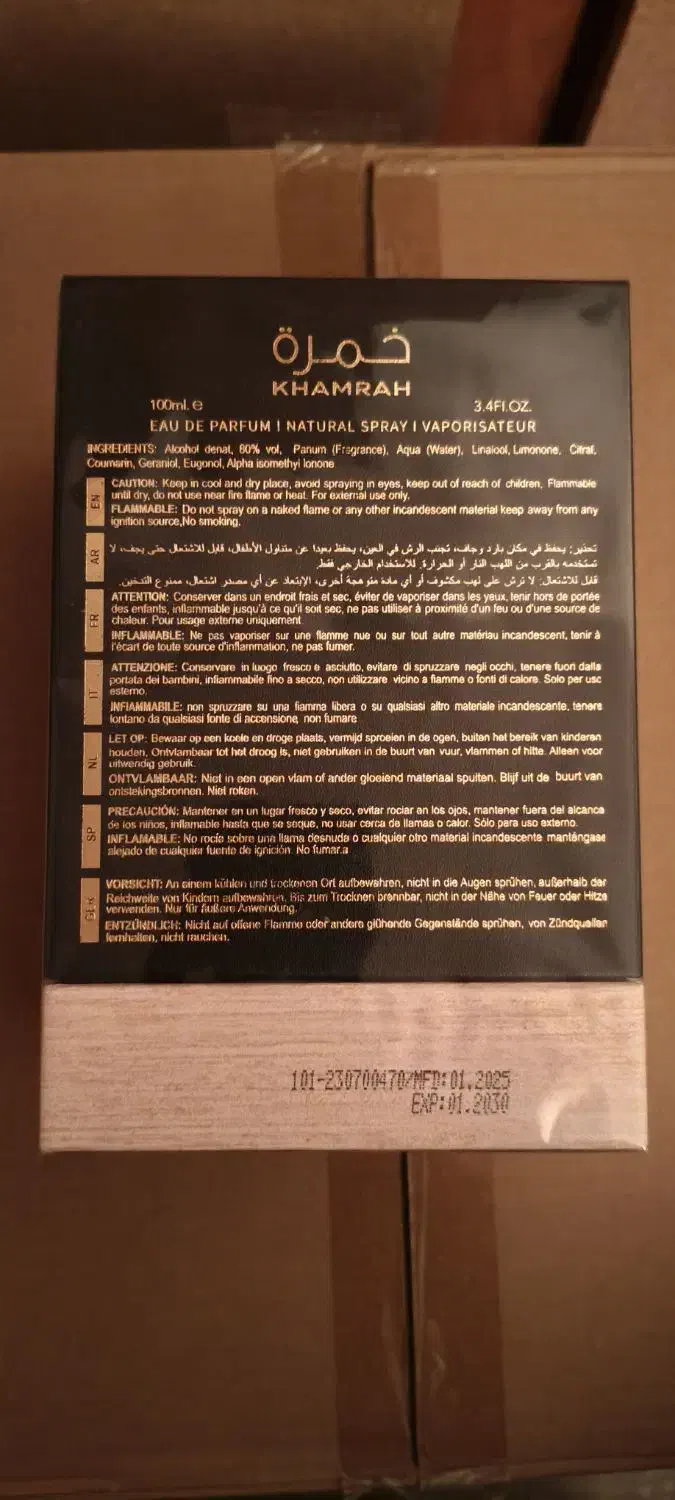 خمرة
KHAMRAH
100ml. e 3.4Fl.OZ.
EAU DE PARFUM I NATURAL SPRAY I VAPORISATEUR
INGREDIENTS: Alcohol denat, 80% vol, Parium (Fragrance), Aqua (Water), Linalool, Limonone, Citral,
Coumarin, Geraniol, Eugonol, Alpha isomethyl Ionone
EN
CAUTION: Keep in cool and dry place, avoid spraying in eyes, keep out of reach of children, Flammable
until dry, do not use near fire flame or heat. For external use only.
FLAMMABLE: Do not spray on a naked flame or any other incandescent material keep away from any
ignition source,No smoking.
AR
تحذير: يحفظ في مكان بارد وجاف، تجنب الرش في العين، يحفظ بعيدا عن متناول الأطفال، قابل للاشتعال حتى يجف، لا
تستخدمه بالقرب من اللهب النار أو الحرارة. للاستخدام الخارجي فقط.
قابل للاشتعال: لا ترش على لهب مكشوف أو أي مادة متوهجة أخرى، الإبتعاد عن أي مصدر اشتعال، ممنوع التدخين.
FR
ATTENTION: Conserver dans un endroit frais et sec, éviter de vaporiser dans les yeux, tenir hors de portée
des enfants, inflammable jusqu'à ce qu'il soit sec, ne pas utiliser à proximité d'un feu ou d'une source de
chaleur. Pour usage externe uniquement
INFLAMMABLE: Ne pas vaporiser sur une flamme nue ou sur tout autre matériau incandescent, tenir à
l'écart de toute source d'inflammation, ne pas fumer.
IT
ATTENZIONE: Conservare in luogo fresco e asciutto, evitare di spruzzare negli occhi, tenere fuori dalla
portata dei bambini, infiammabile fino a secco, non utilizzare vicino a fiamme o fonti di calore. Solo per uso
esterno.
INFIAMMABILE: non spruzzare su una fiamma libera o su qualsiasi altro materiale incandescente, tenere
lontano da qualsiasi fonte di accensione, non fumare
NL
LET OP: Bewaar op een koele en droge plaats, vermijd sproeien in de ogen, buiten het bereik van kinderen
houden, Ontvlambaar tot het droog is, niet gebruiken in de buurt van vuur, vlammen of hitte. Alleen voor
uitwendig gebruik.
ONTVLAMBAAR: Niet in een open vlam of ander gloeiend materiaal spuiten. Blijf uit de buurt van
ontstekingsbronnen. Niet roken.
SP
PRECAUCIÓN: Mantener en un lugar fresco y seco, evitar rociar en los ojos, mantener fuera del alcance
de los niños, inflamable hasta que se seque, no usar cerca de llamas o calor. Sólo para uso externo.
INFLAMABLE: No rocíe sobre una llama desnuda o cualquier otro material incandescente manténgase
alejado de cualquier fuente de ignición. No fumar.a
VORSICHT: An einem kühlen und trockenen Ort aufbewahren, nicht in die Augen sprühen, außerhalb der
Reichweite von Kindern aufbewahren. Bis zum Trocknen brennbar, nicht in der Nähe von Feuer oder Hitze
verwenden. Nur für äußere Anwendung.
ENTZÜNDLICH: Nicht auf offene Flamme oder andere glühende Gegenstände sprühen, von Zündquellen
fernhalten, nicht rauchen.
101-230700470/MFD:01.2025
EXP:01.2030